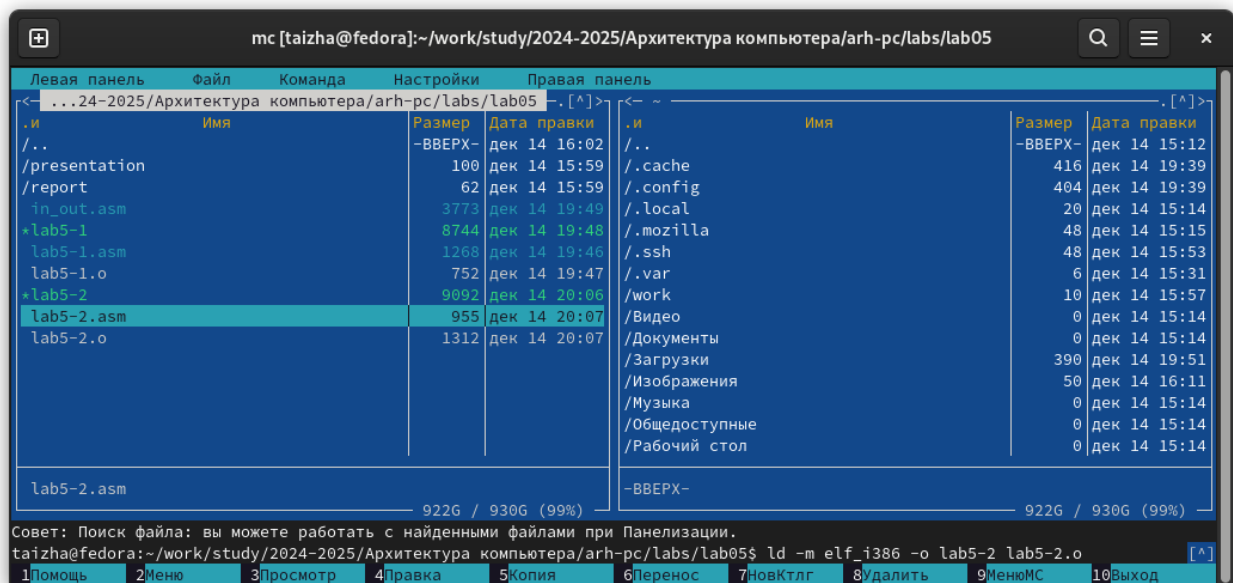 mc [taizha@fedora]:~/work/study/2024-2025/Архитектура компьютера/arh-pc/labs/lab05
Левая панель Файл Команда Настройки Правая панель
<— ...24-2025/Архитектура компьютера/arh-pc/labs/lab05 —.[^]> <— ~ —.[^]>
.и Имя Размер Дата правки .и Имя Размер Дата правки
/.. -ВВЕРХ- дек 14 16:02 /.. -ВВЕРХ- дек 14 15:12
/presentation 100 дек 14 15:59 /.cache 416 дек 14 19:39
/report 62 дек 14 15:59 /.config 404 дек 14 19:39
in_out.asm 3773 дек 14 19:49 /.local 20 дек 14 15:14
*lab5-1 8744 дек 14 19:48 /.mozilla 48 дек 14 15:15
lab5-1.asm 1268 дек 14 19:46 /.ssh 48 дек 14 15:53
lab5-1.o 752 дек 14 19:47 /.var 6 дек 14 15:31
*lab5-2 9092 дек 14 20:06 /work 10 дек 14 15:57
lab5-2.asm 955 дек 14 20:07 /Видео 0 дек 14 15:14
lab5-2.o 1312 дек 14 20:07 /Документы 0 дек 14 15:14
/Загрузки 390 дек 14 19:51
/Изображения 50 дек 14 16:11
/Музыка 0 дек 14 15:14
/Общедоступные 0 дек 14 15:14
/Рабочий стол 0 дек 14 15:14
lab5-2.asm -ВВЕРХ-
922G / 930G (99%) 922G / 930G (99%)
Совет: Поиск файла: вы можете работать с найденными файлами при Панелизации.
taizha@fedora:~/work/study/2024-2025/Архитектура компьютера/arh-pc/labs/lab05$ ld -m elf_i386 -o lab5-2 lab5-2.o [^]
1Помощь 2Меню 3Просмотр 4Правка 5Копия 6Перенос 7НовКтлг 8Удалить 9МенюМС 10Выход